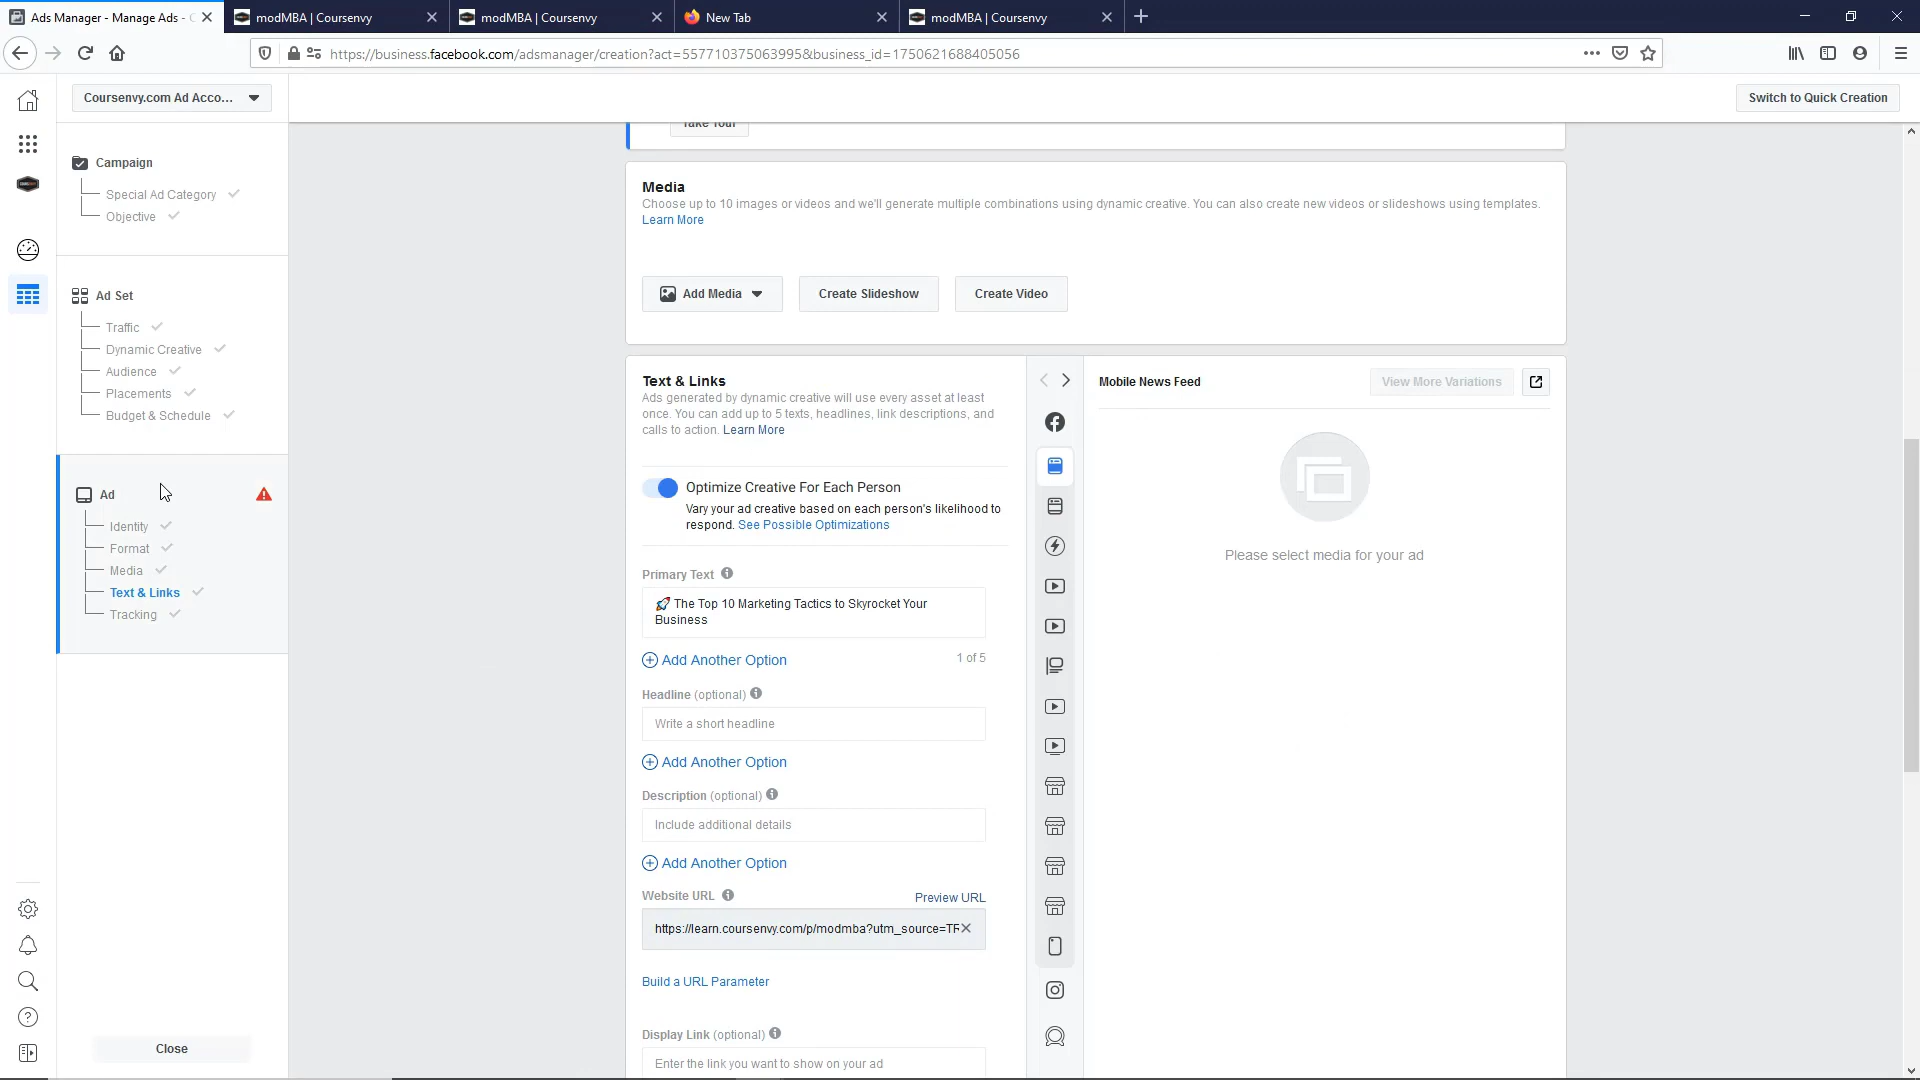 Ads Manager - Manage Ads - C
modMBA | Coursenvy
modMBA | Coursenvy
New Tab
modMBA | Coursenvy
https://business.facebook.com/adsmanager/creation?act=557710375063995&business_id=1750621688405056
Coursenvy.com Ad Acco...
Switch to Quick Creation
Campaign
Special Ad Category
Objective
Ad Set
Traffic
Dynamic Creative
Audience
Placements
Budget & Schedule
Ad
Identity
Format
Media
Text & Links
Tracking
Close
Take Tour
Media
Choose up to 10 images or videos and we'll generate multiple combinations using dynamic creative. You can also create new videos or slideshows using templates.
Learn More
Add Media
Create Slideshow
Create Video
Text & Links
Ads generated by dynamic creative will use every asset at least
once. You can add up to 5 texts, headlines, link descriptions, and
calls to action. Learn More
Optimize Creative For Each Person
Vary your ad creative based on each person's likelihood to
respond. See Possible Optimizations
Primary Text
🚀 The Top 10 Marketing Tactics to Skyrocket Your
Business
Add Another Option
1 of 5
Headline (optional)
Write a short headline
Add Another Option
Description (optional)
Include additional details
Add Another Option
Website URL
Preview URL
https://learn.coursenvy.com/p/modmba?utm_source=TF
Build a URL Parameter
Display Link (optional)
Enter the link you want to show on your ad
Mobile News Feed
View More Variations
Please select media for your ad